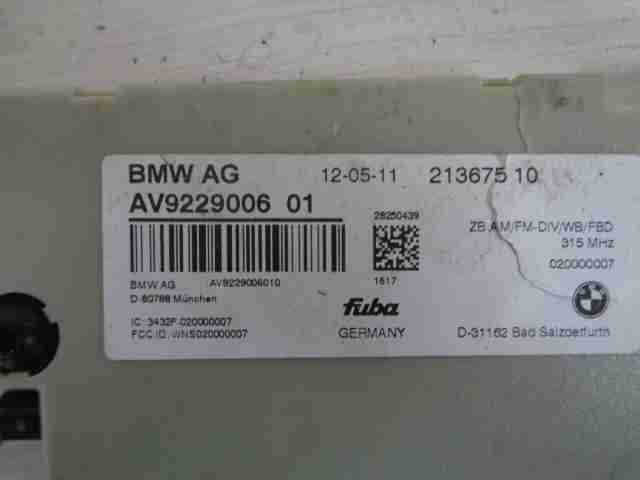 BMW AG 12-05-11 213675 10
AV9229006 01
28250439
ZB AM/FM-DIV/WB/FBD
315 MHz
020000007
BMW AG AV9229006010
1617
D-80788 München
fuba
IC: 3432F-020000007
FCC ID: WNS020000007
GERMANY
D-31162 Bad Salzdetfurth
BMW